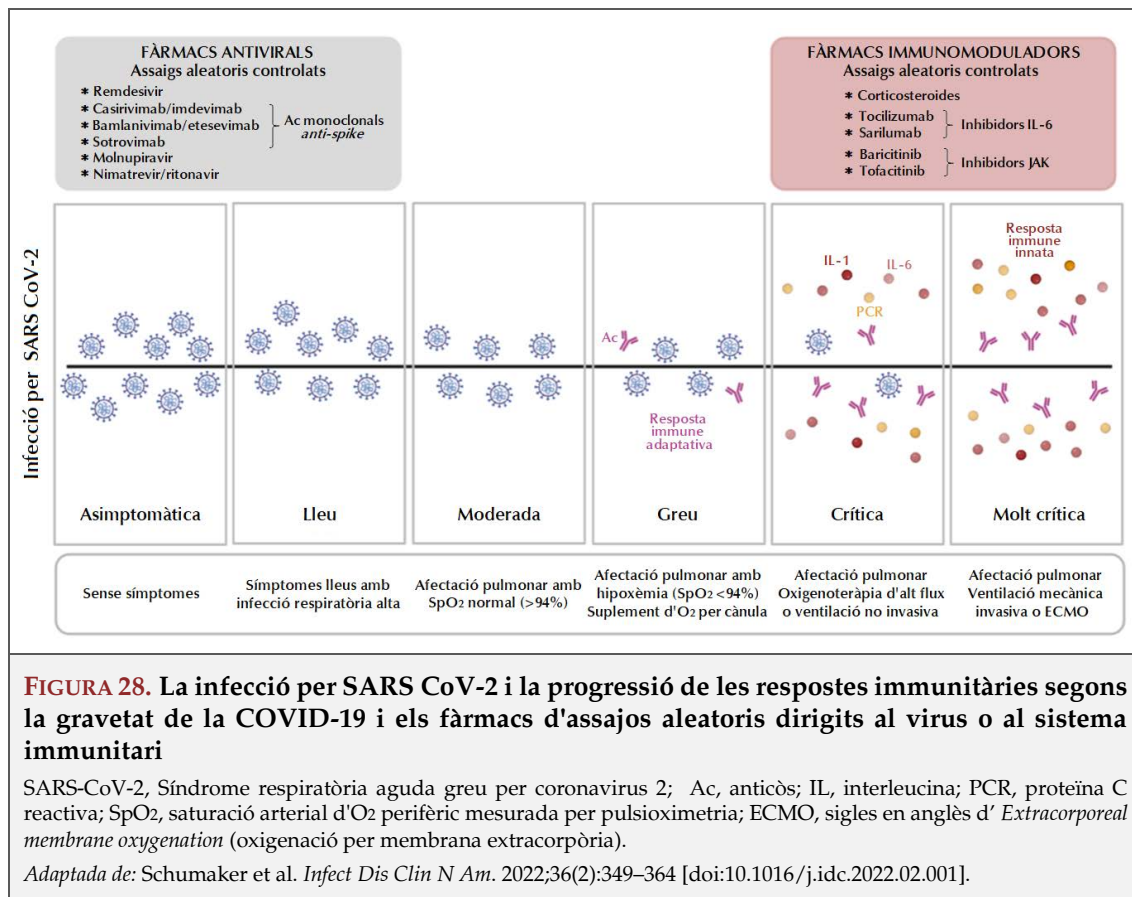 FÀRMACS ANTIVIRALS
Assaigs aleatoris controlats
* Remdesivir
* Casirivimab/imdevimab
* Bamlanivimab/etesevimab
* Sotrovimab
* Molnupiravir
* Nimatrevir/ritonavir
Ac monoclonals
anti-spike
FÀRMACS IMMUNOMODULADORS
Assaigs aleatoris controlats
* Corticosteroides
* Tocilizumab
* Sarilumab
Inhibidors IL-6
* Baricitinib
* Tofacitinib
Inhibidors JAK
Infecció per SARS CoV-2
Ac
Resposta
immune
adaptativa
IL-1
IL-6
PCR
Resposta
immune
innata
Asimptomàtica
Lleu
Moderada
Greu
Crítica
Molt crítica
Sense símptomes
Símptomes lleus amb
infecció respiratòria alta
Afectació pulmonar amb
SpO2 normal (>94%)
Afectació pulmonar amb
hipoxèmia (SpO2 <94%)
Suplement d'O2 per cànula
Afectació pulmonar
Oxigenoteràpia d'alt flux
o ventilació no invasiva
Afectació pulmonar
Ventilació mecànica
invasiva o ECMO
FIGURA 28. La infecció per SARS CoV-2 i la progressió de les respostes immunitàries segons
la gravetat de la COVID-19 i els fàrmacs d'assajos aleatoris dirigits al virus o al sistema
immunitari
SARS-CoV-2, Síndrome respiratòria aguda greu per coronavirus 2; Ac, anticòs; IL, interleucina; PCR, proteïna C
reactiva; SpO2, saturació arterial d'O2 perifèric mesurada per pulsioximetria; ECMO, sigles en anglès d' Extracorporeal
membrane oxygenation (oxigenació per membrana extracorpòria).
Adaptada de: Schumaker et al. Infect Dis Clin N Am. 2022;36(2):349–364 [doi:10.1016/j.idc.2022.02.001].